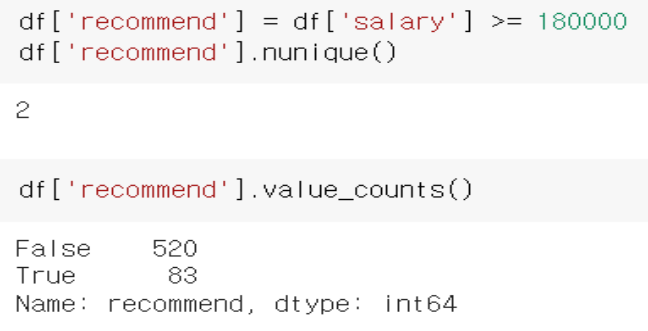 df['recommend'] = df['salary'] >= 180000
df['recommend'].nunique()
2
df['recommend'].value_counts()
False    520
True      83
Name: recommend, dtype: int64